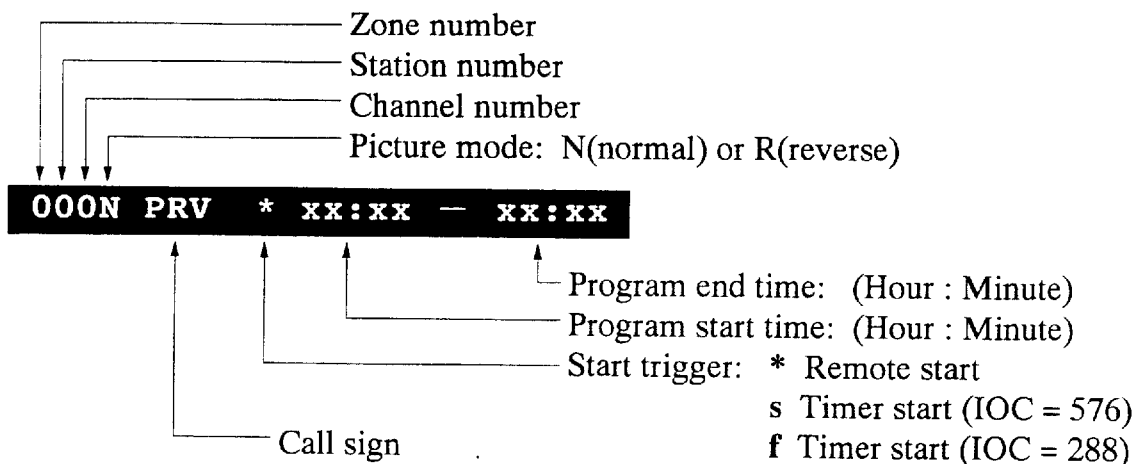 Zone number
Station number
Channel number
Picture mode: N(normal) or R(reverse)
000N PRV * xx:xx — xx:xx
Program end time: (Hour : Minute)
Program start time: (Hour : Minute)
Start trigger: * Remote start
s Timer start (IOC = 576)
Call sign
f Timer start (IOC = 288)